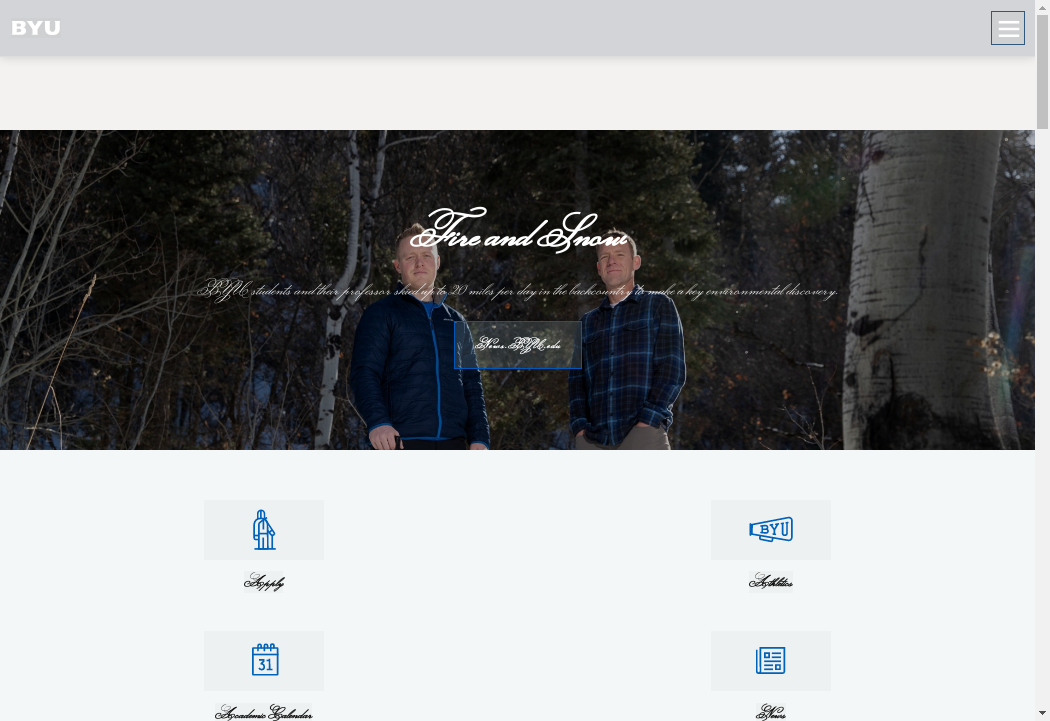 BYU
Fire and Snow
BYU students and their professor skied up to 20 miles per day in the backcountry to make a key environmental discovery.
News.BYU.edu
BYU
Apply
Athletics
31
Academic Calendar
News